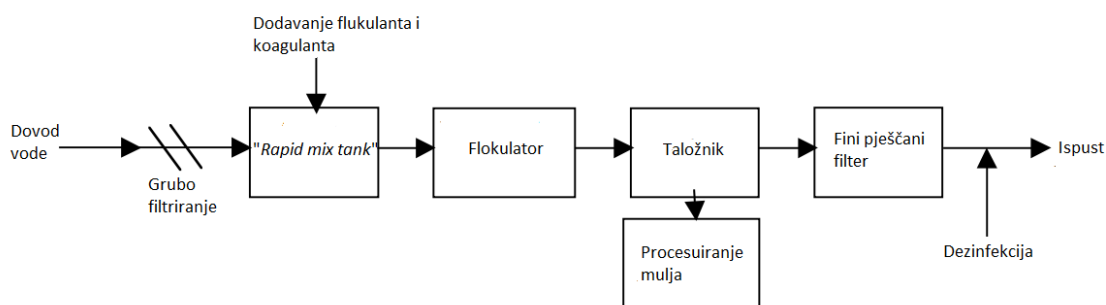 Dodavanje flukulanta i
koagulanta
Dovod
vode
Grubo
filtriranje
"Rapid mix tank"
Flokulator
Taložnik
Procesuiranje
mulja
Fini pješčani
filter
Dezinfekcija
Ispust